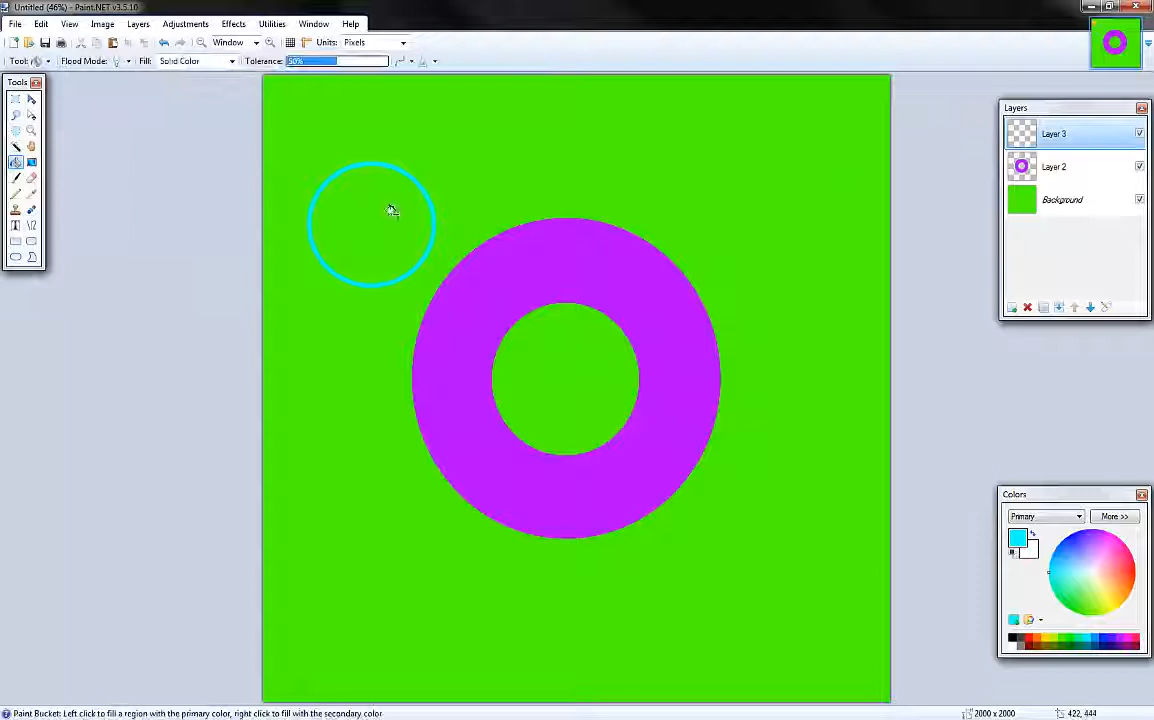 Untitled (46%) - Paint.NET v3.5.10
File Edit View Image Layers Adjustments Effects Utilities Window Help
Window Units: Pixels
Tool: Flood Mode: Fill: Solid Color Tolerance: 50%
Tools
Layers
Layer 3
Layer 2
Background
Colors
Primary More >>
Paint Bucket: Left click to fill a region with the primary color, right click to fill with the secondary color
2000 x 2000 422, 444